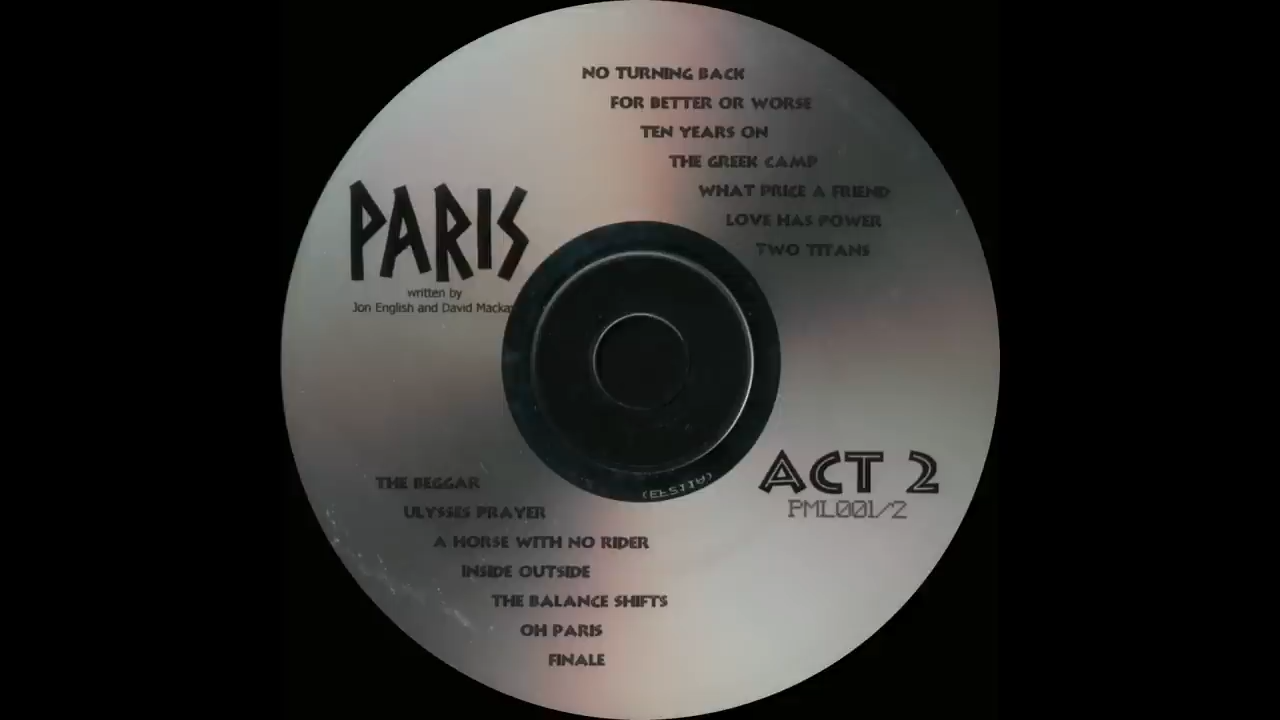 NO TURNING BACK
FOR BETTER OR WORSE
TEN YEARS ON
THE GREEK CAMP
WHAT PRICE A FRIEND
LOVE HAS POWER
TWO TITANS
PARIS
written by
Jon English and David Mackay
ACT 2
PML001/2
THE BEGGAR
ULYSSES PRAYER
A HORSE WITH NO RIDER
INSIDE OUTSIDE
THE BALANCE SHIFTS
OH PARIS
FINALE